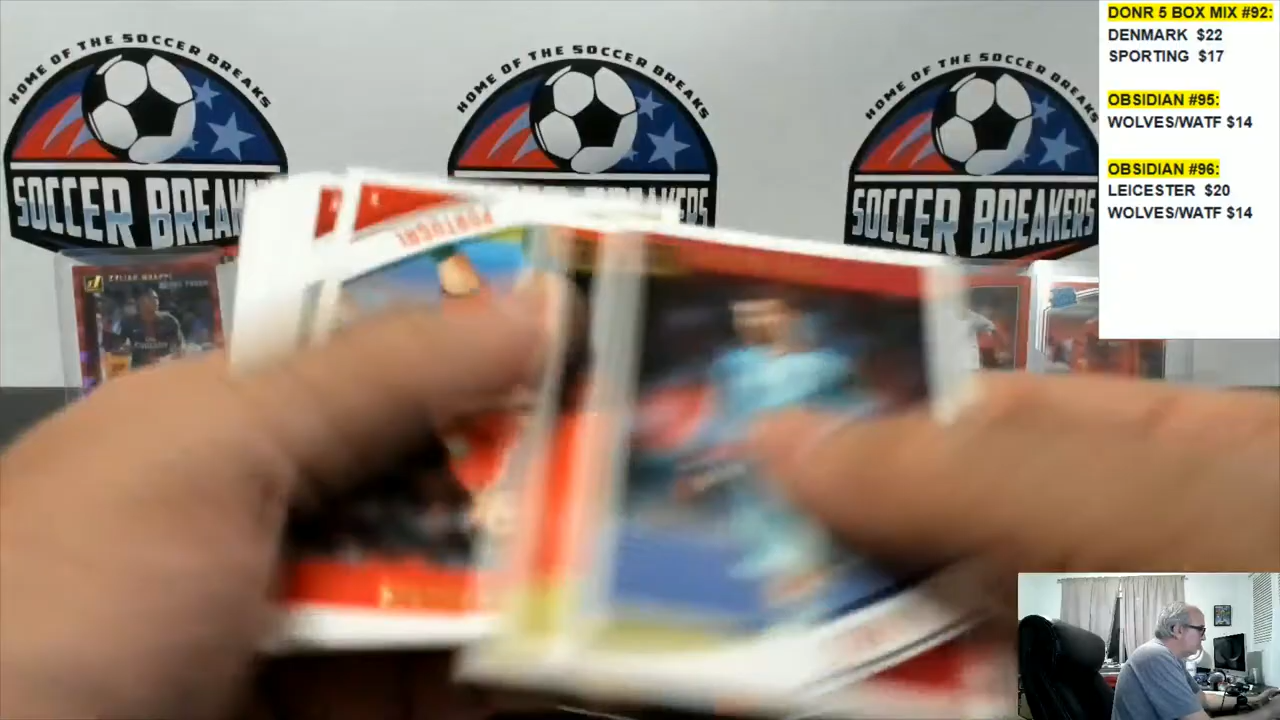 HOME OF THE SOCCER BREAKS
SOCCER BREAKERS
HOME OF THE SOCCER BREAKS
HOME OF THE SOCCER BREAKS
SOCCER BREAKERS
DONR 5 BOX MIX #92:
DENMARK $22
SPORTING $17
OBSIDIAN #95:
WOLVES/WATF $14
OBSIDIAN #96:
LEICESTER $20
WOLVES/WATF $14
PORTUGAL